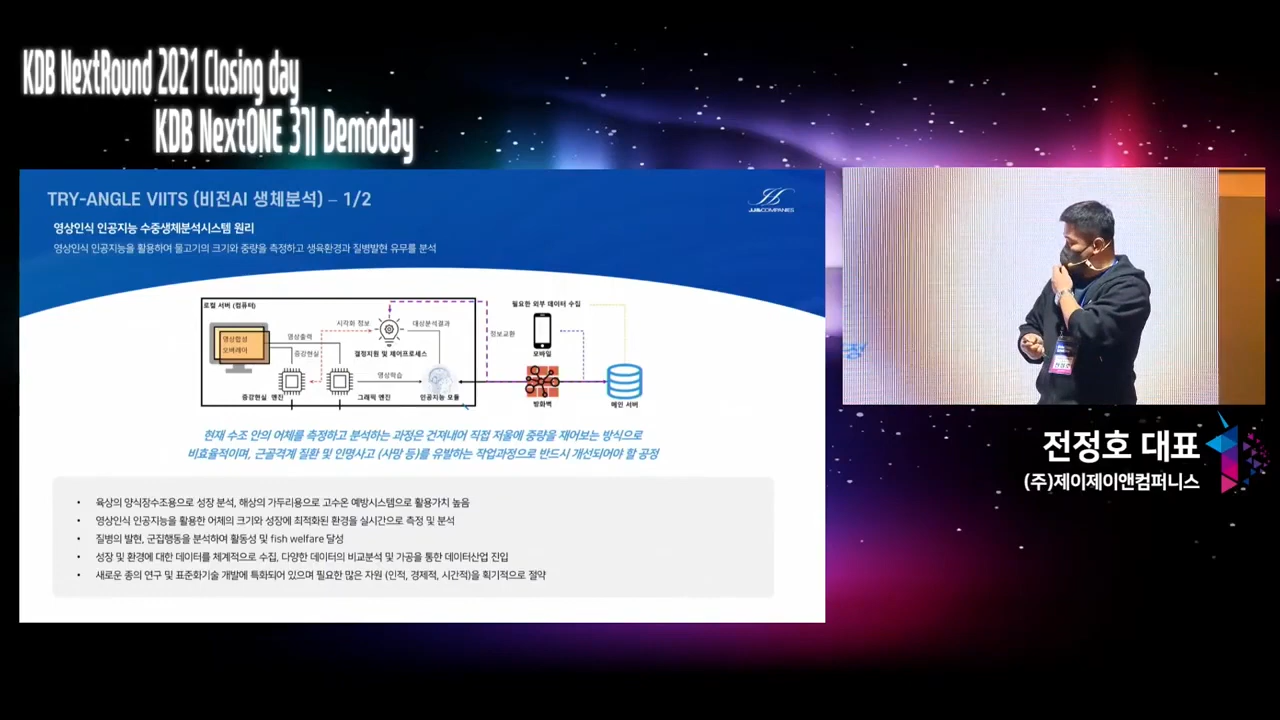 KDB NextRound 2021 Closing day
KDB NextONE 3기 Demoday
TRY-ANGLE VIITS (비전AI 생체분석) – 1/2
JJ&COMPANIES
영상인식 인공지능 수중생체분석시스템 원리
영상인식 인공지능을 활용하여 물고기의 크기와 중량을 측정하고 생육환경과 질병발현 유무를 분석
로컬 서버 (컴퓨터)
필요한 외부 데이터 수집
시각화 정보
대상분석결과
정보교환
영상합성
오버레이
영상출력
증강현실
결정지원 및 제어프로세스
모바일
영상학습
증강현실 엔진
그래픽 엔진
인공지능 모듈
방화벽
메인 서버
현재 수조 안의 어체를 측정하고 분석하는 과정은 건져내어 직접 저울에 중량을 재어보는 방식으로
비효율적이며, 근골격계 질환 및 인명사고 (사망 등)를 유발하는 작업과정으로 반드시 개선되어야 할 공정
• 육상의 양식장수조용으로 성장 분석, 해상의 가두리용으로 고수온 예방시스템으로 활용가치 높음
• 영상인식 인공지능을 활용한 어체의 크기와 성장에 최적화된 환경을 실시간으로 측정 및 분석
• 질병의 발현, 군집행동을 분석하여 활동성 및 fish welfare 달성
• 성장 및 환경에 대한 데이터를 체계적으로 수집, 다양한 데이터의 비교분석 및 가공을 통한 데이터산업 진입
• 새로운 종의 연구 및 표준화기술 개발에 특화되어 있으며 필요한 많은 자원 (인적, 경제적, 시간적)을 획기적으로 절약
전정호 대표
(주)제이제이앤컴퍼니스